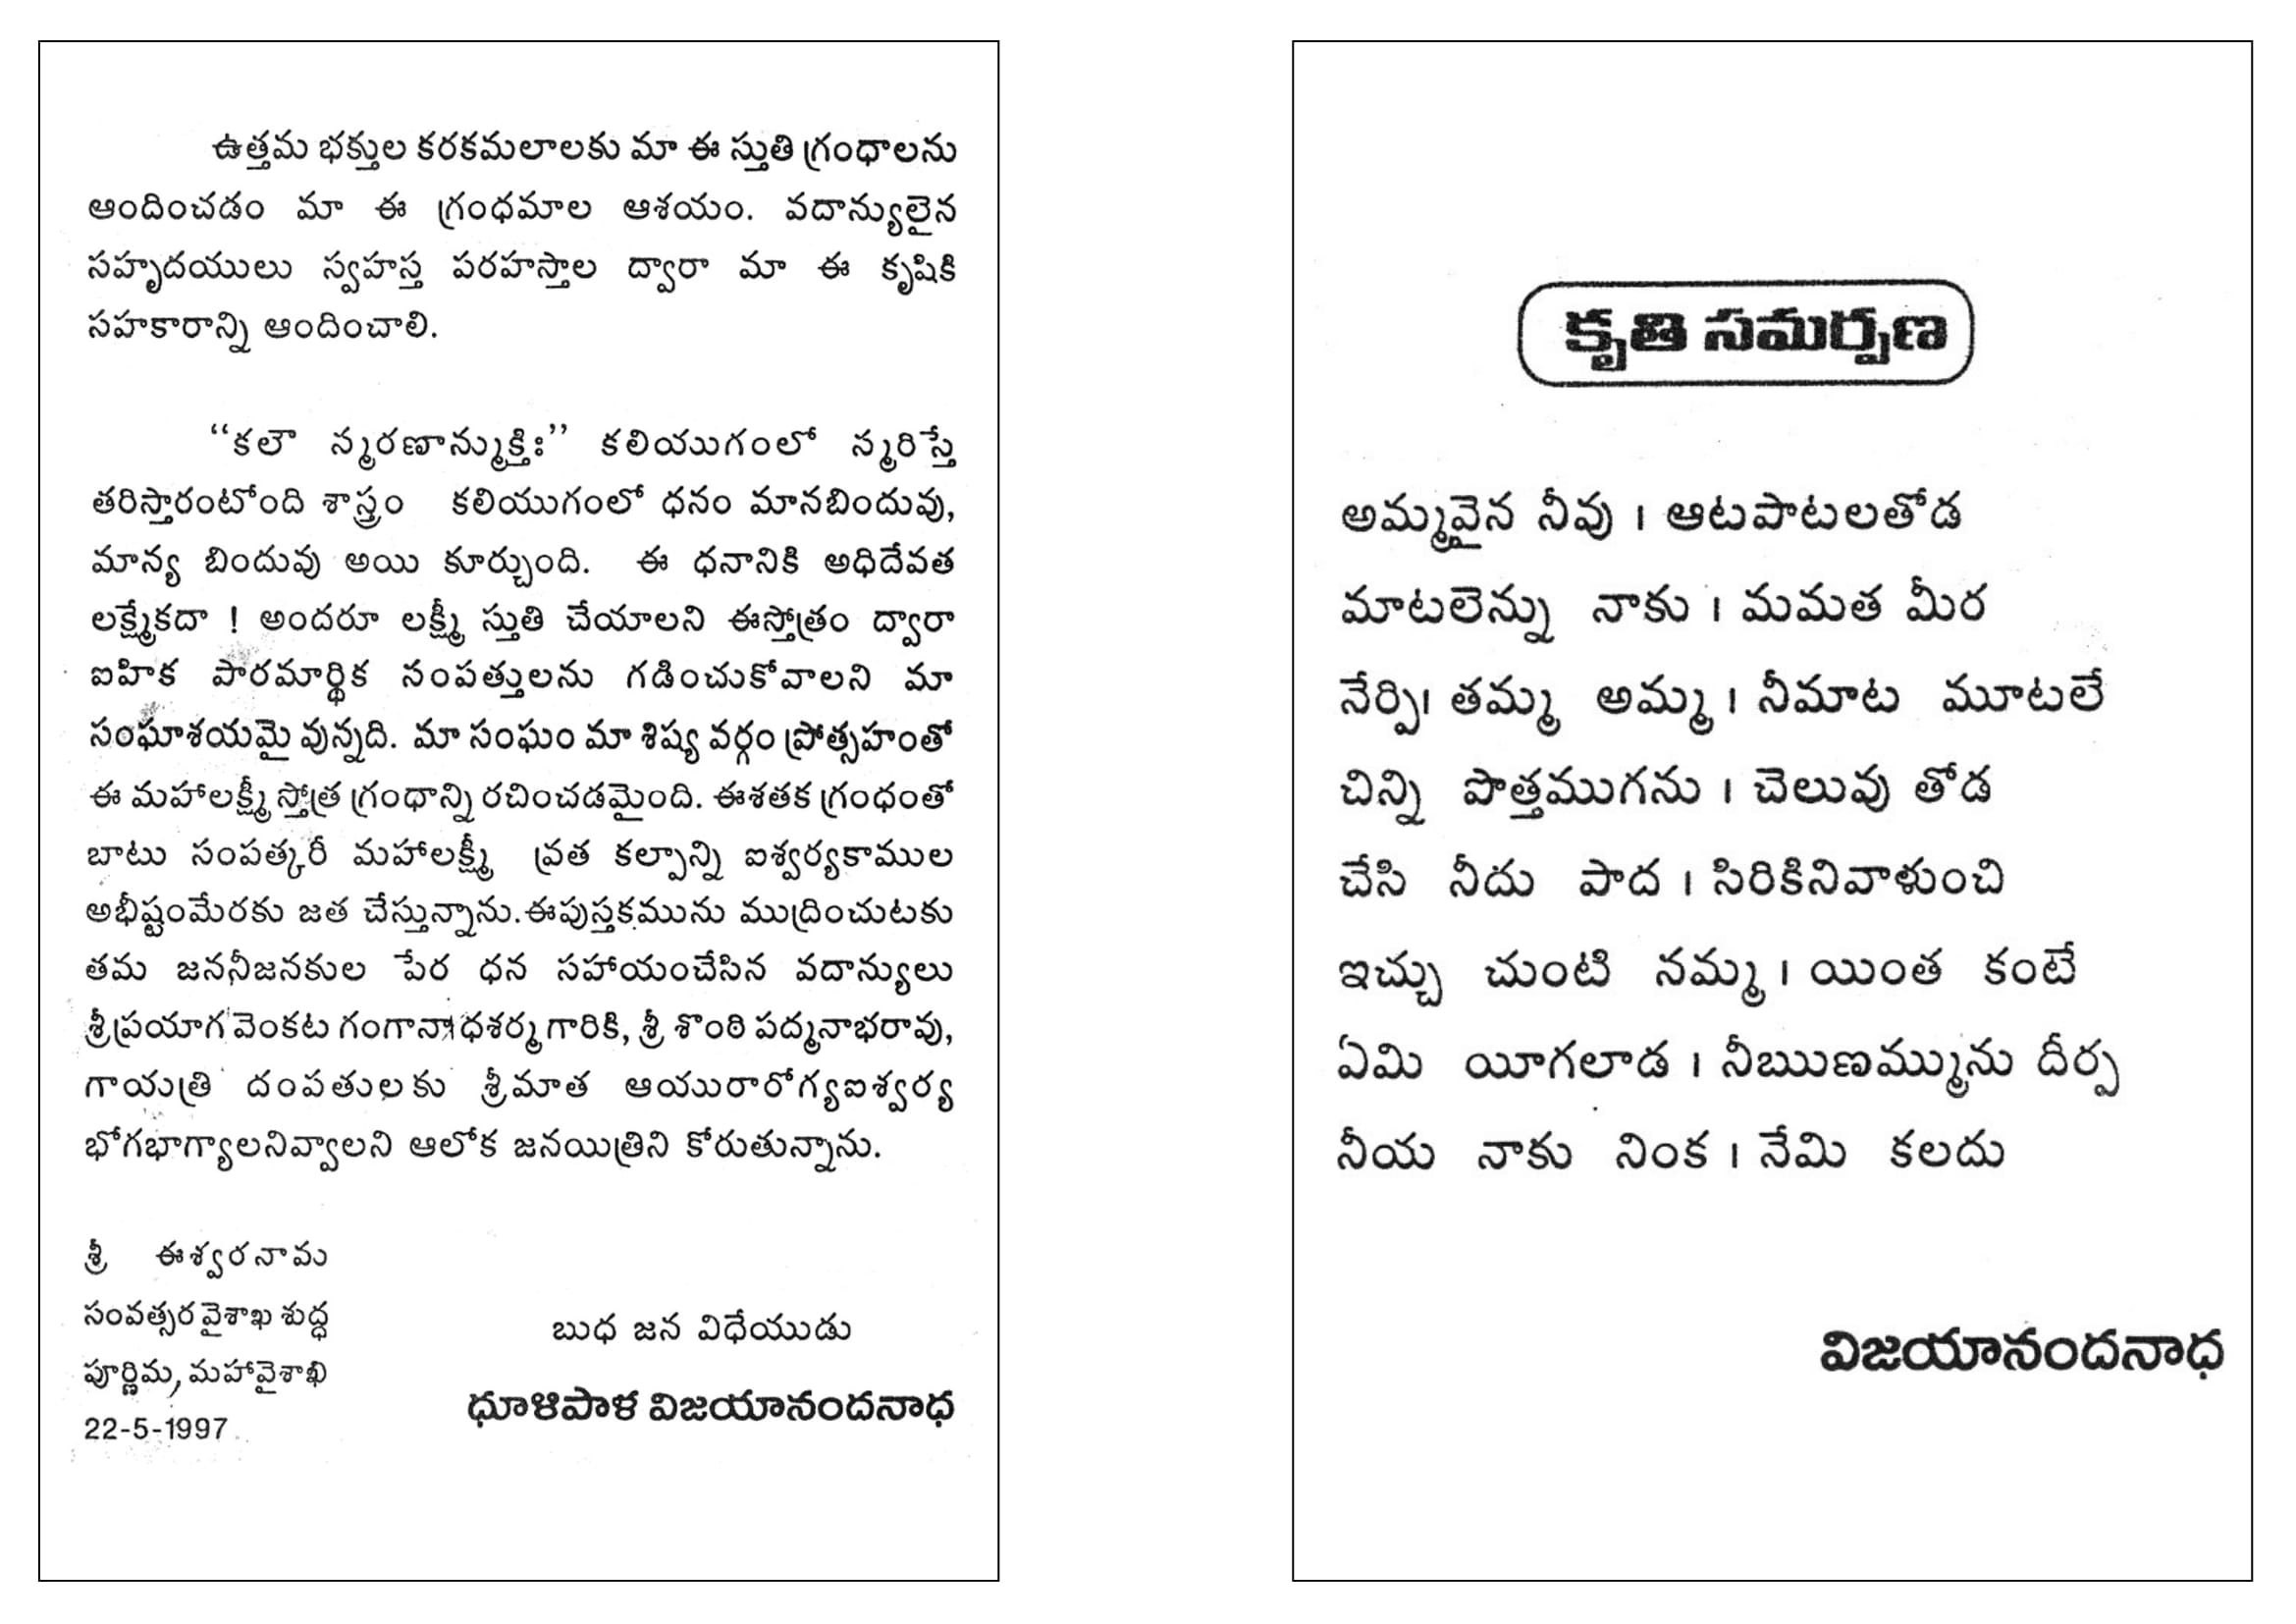 ఉత్తమ భక్తుల కరకమలాలకు మా ఈ స్తుతి గ్రంధాలను
ఆందించడం మా ఈ గ్రంధమాల ఆశయం. వదాన్యులైన
సహృదయులు స్వహస్త పరహస్తాల ద్వారా మా ఈ కృషికి
సహకారాన్ని ఆందించాలి.
“కలౌ స్మరణాన్ముక్తిః” కలియుగంలో స్మరిస్తే
తరిస్తారంటోంది శాస్త్రం కలియుగంలో ధనం మానబిందువు,
మాన్య బిందువు అయి కూర్చుంది. ఈ ధనానికి అధిదేవత
లక్ష్మేకదా ! అందరూ లక్ష్మీ స్తుతి చేయాలని ఈస్తోత్రం ద్వారా
ఐహిక పారమార్థిక సంపత్తులను గడించుకోవాలని మా
సంఘాశయమై వున్నది. మా సంఘం మా శిష్య వర్గం ప్రోత్సహంతో
ఈ మహాలక్ష్మీ స్తోత్ర గ్రంథాన్ని రచించడమైంది. ఈశతక గ్రంధంతో
బాటు సంపత్కరీ మహాలక్ష్మీ వ్రత కల్పాన్ని ఐశ్వర్యకాముల
అభీష్టంమేరకు జత చేస్తున్నాను.ఈపుస్తకమును ముద్రించుటకు
తమ జననీజనకుల పేర ధన సహాయంచేసిన వదాన్యులు
శ్రీప్రయాగ వెంకట గంగానాధశర్మ గారికి, శ్రీ శొంఠి పద్మనాభరావు,
గాయత్రి దంపతులకు శ్రీమాత ఆయురారోగ్యఐశ్వర్య
భోగభాగ్యాలనివ్వాలని ఆలోక జనయిత్రిని కోరుతున్నాను.
శ్రీ ఈశ్వరనామ
సంవత్సర వైశాఖ శుద్ధ
పూర్ణిమ, మహావైశాఖి
22-5-1997
బుధ జన విధేయుడు
ధూళిపాళ విజయానందనాధ
కృతి సమర్పణ
అమ్మవైన నీవు । ఆటపాటలతోడ
మాటలెన్ను నాకు । మమత మీర
నేర్పి। తమ్మ అమ్మ । నీమాట మూటలే
చిన్ని పొత్తముగను । చెలువు తోడ
చేసి నీదు పాద । సిరికినివాళుంచి
ఇచ్చు చుంటి నమ్మ । యింత కంటే
ఏమి యీగలాడ । నీఋణమ్మును దీర్ప
నీయ నాకు నింక । నేమి కలదు
విజయానందనాధ